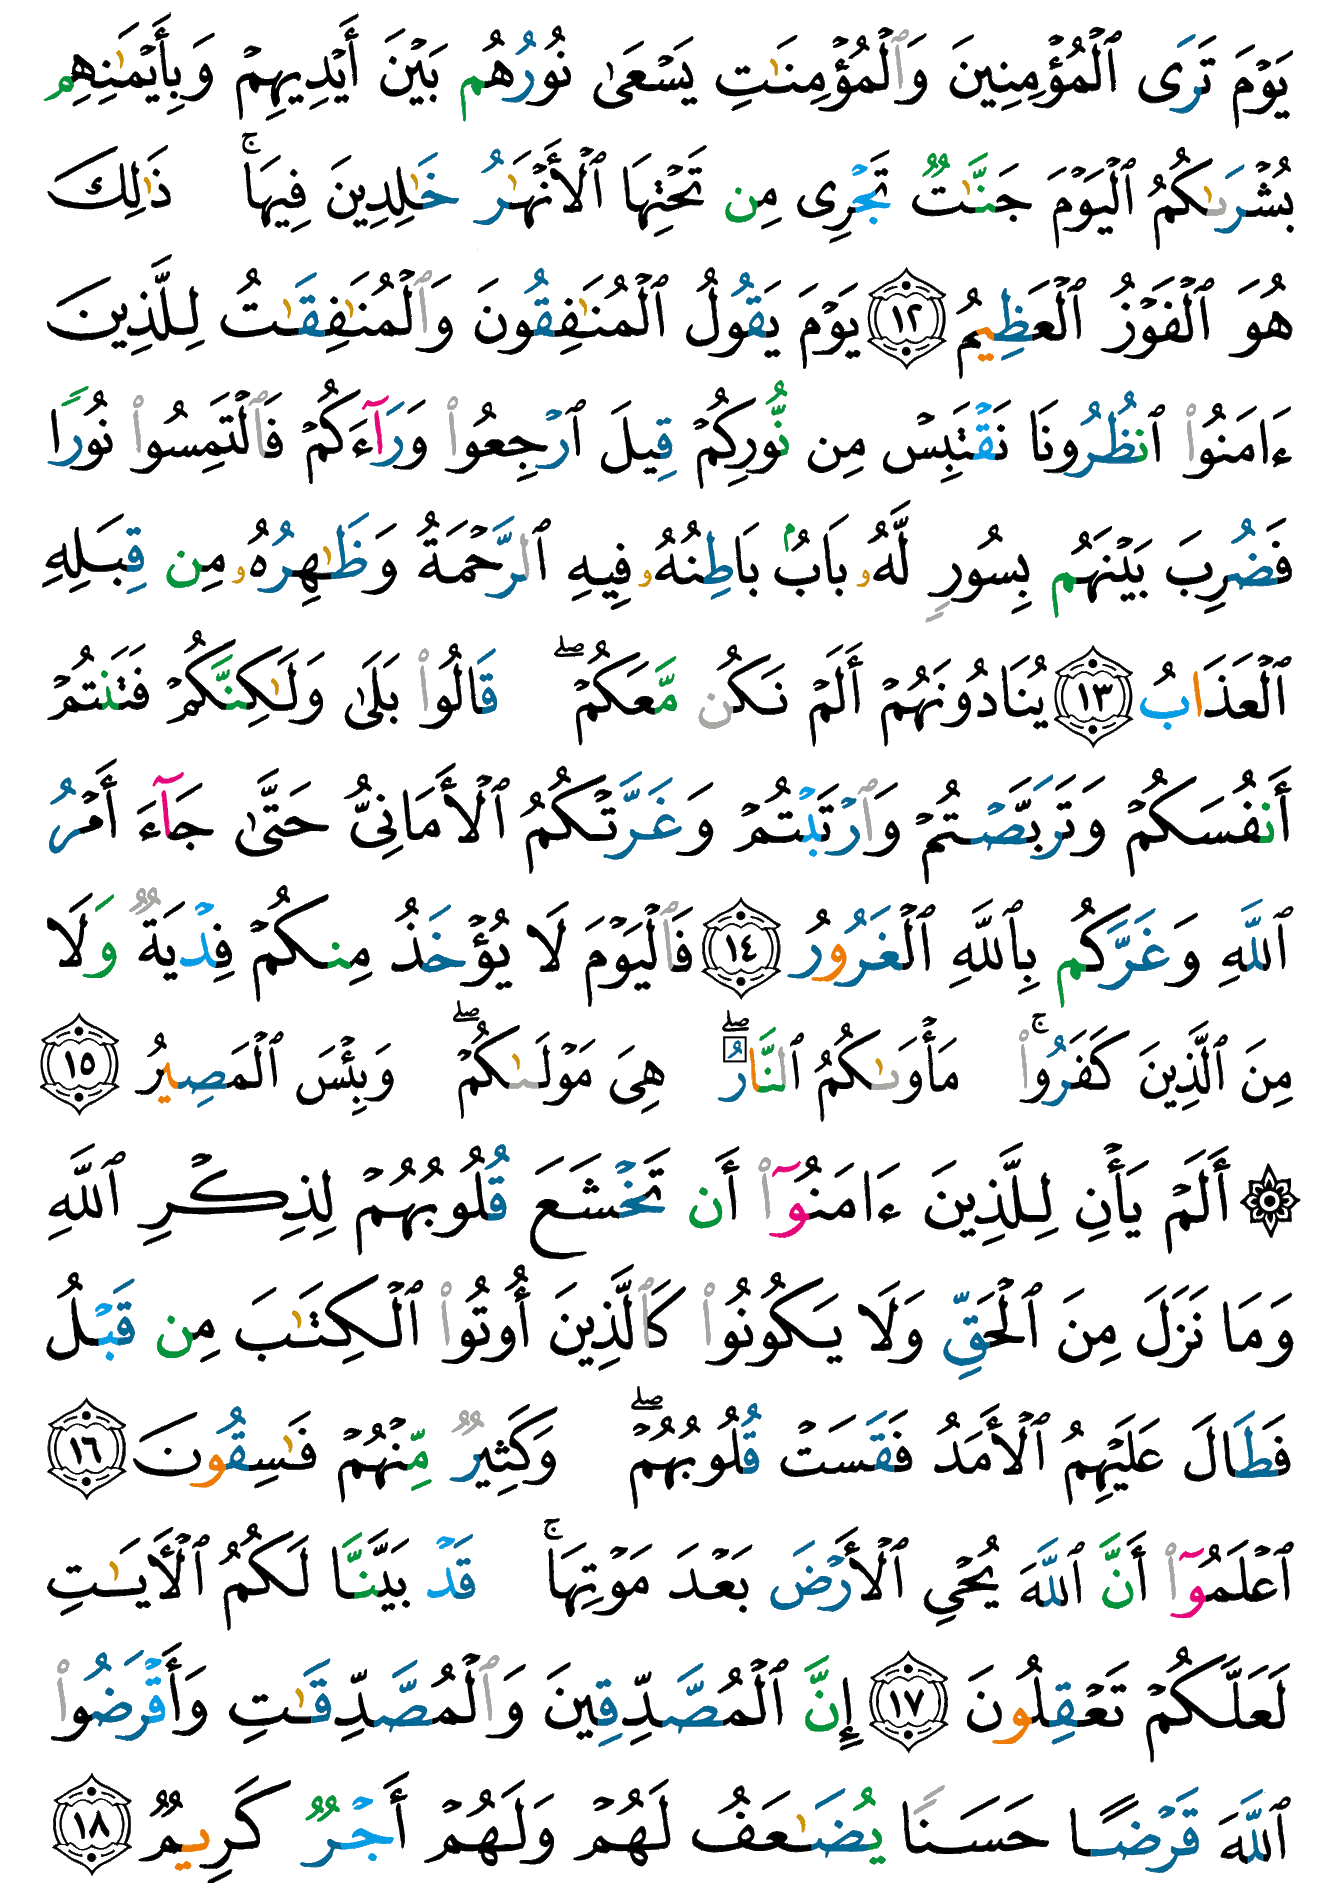 يَوْمَ تَرَى ٱلْمُؤْمِنِينَ وَٱلْمُؤْمِنَـٰتِ يَسْعَىٰ نُورُهُم بَيْنَ أَيْدِيهِمْ وَبِأَيْمَـٰنِهِم
بُشْرَىٰكُمُ ٱلْيَوْمَ جَنَّـٰتٌ تَجْرِى مِن تَحْتِهَا ٱلْأَنْهَـٰرُ خَـٰلِدِينَ فِيهَا ۚ ذَٰلِكَ
هُوَ ٱلْفَوْزُ ٱلْعَظِيمُ ١٢ يَوْمَ يَقُولُ ٱلْمُنَـٰفِقُونَ وَٱلْمُنَـٰفِقَـٰتُ لِلَّذِينَ
ءَامَنُوا۟ ٱنظُرُونَا نَقْتَبِسْ مِن نُّورِكُمْ قِيلَ ٱرْجِعُوا۟ وَرَآءَكُمْ فَٱلْتَمِسُوا۟ نُورًا
فَضُرِبَ بَيْنَهُم بِسُورٍ لَّهُۥ بَابٌۢ بَاطِنُهُۥ فِيهِ ٱلرَّحْمَةُ وَظَـٰهِرُهُۥ مِن قِبَلِهِ
ٱلْعَذَابُ ١٣ يُنَادُونَهُمْ أَلَمْ نَكُن مَّعَكُمْ ۖ قَالُوا۟ بَلَىٰ وَلَـٰكِنَّكُمْ فَتَنتُمْ
أَنفُسَكُمْ وَتَرَبَّصْتُمْ وَٱرْتَبْتُمْ وَغَرَّتْكُمُ ٱلْأَمَانِىُّ حَتَّىٰ جَآءَ أَمْرُ
ٱللَّهِ وَغَرَّكُم بِٱللَّهِ ٱلْغَرُورُ ١٤ فَٱلْيَوْمَ لَا يُؤْخَذُ مِنكُمْ فِدْيَةٌ وَلَا
مِنَ ٱلَّذِينَ كَفَرُوا۟ ۚ مَأْوَىٰكُمُ ٱلنَّارُ ۖ هِىَ مَوْلَىٰكُمْ ۖ وَبِئْسَ ٱلْمَصِيرُ ١٥
۞ أَلَمْ يَأْنِ لِلَّذِينَ ءَامَنُوٓا۟ أَن تَخْشَعَ قُلُوبُهُمْ لِذِكْرِ ٱللَّهِ
وَمَا نَزَلَ مِنَ ٱلْحَقِّ وَلَا يَكُونُوا۟ كَٱلَّذِينَ أُوتُوا۟ ٱلْكِتَـٰبَ مِن قَبْلُ
فَطَالَ عَلَيْهِمُ ٱلْأَمَدُ فَقَسَتْ قُلُوبُهُمْ ۖ وَكَثِيرٌ مِّنْهُمْ فَـٰسِقُونَ ١٦
ٱعْلَمُوٓا۟ أَنَّ ٱللَّهَ يُحْىِ ٱلْأَرْضَ بَعْدَ مَوْتِهَا ۚ قَدْ بَيَّنَّا لَكُمُ ٱلْـَٔايَـٰتِ
لَعَلَّكُمْ تَعْقِلُونَ ١٧ إِنَّ ٱلْمُصَّدِّقِينَ وَٱلْمُصَّدِّقَـٰتِ وَأَقْرَضُوا۟
ٱللَّهَ قَرْضًا حَسَنًا يُضَـٰعَفُ لَهُمْ وَلَهُمْ أَجْرٌ كَرِيمٌ ١٨